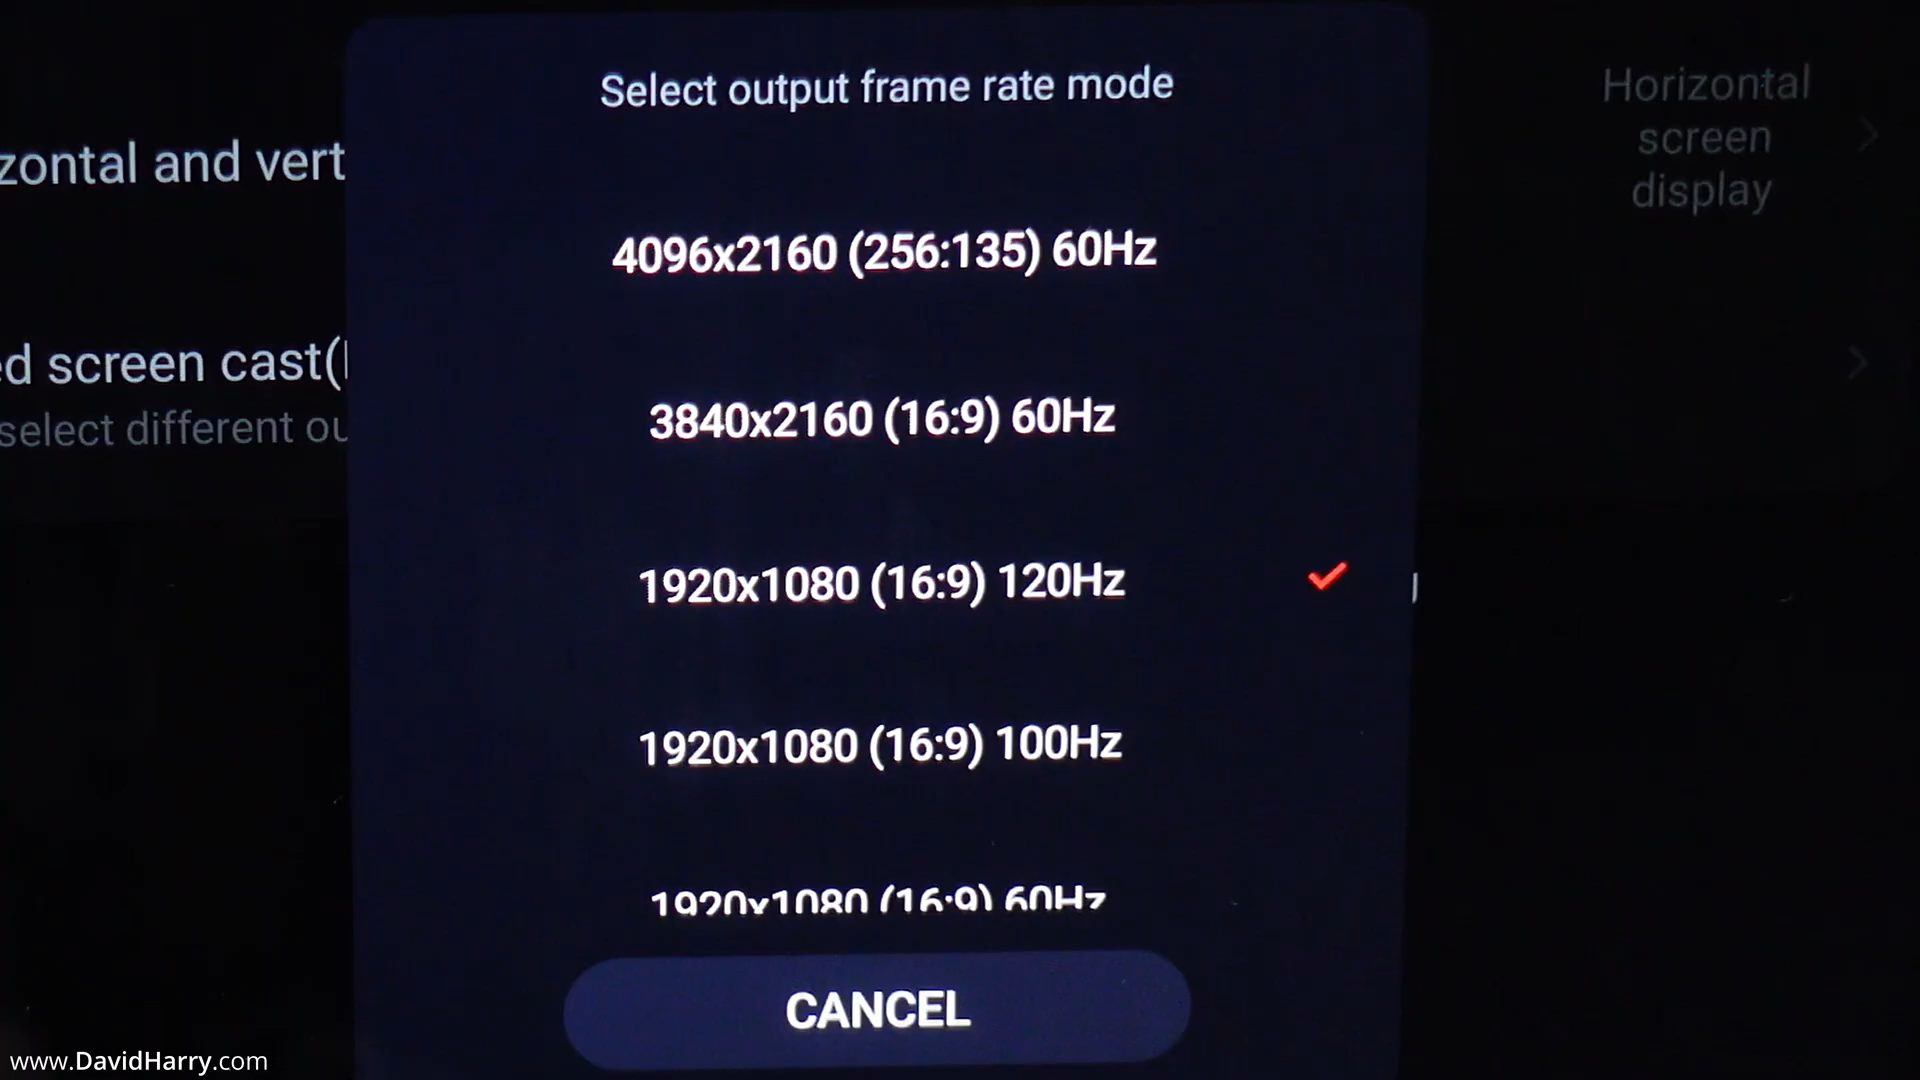 Select output frame rate mode
Horizontal
screen
display
zontal and vert
4096x2160 (256:135) 60Hz
ed screen cast(
select different ou
3840x2160 (16:9) 60Hz
1920x1080 (16:9) 120Hz
1920x1080 (16:9) 100Hz
1920x1080 (16:9) 60Hz
CANCEL
www.DavidHarry.com